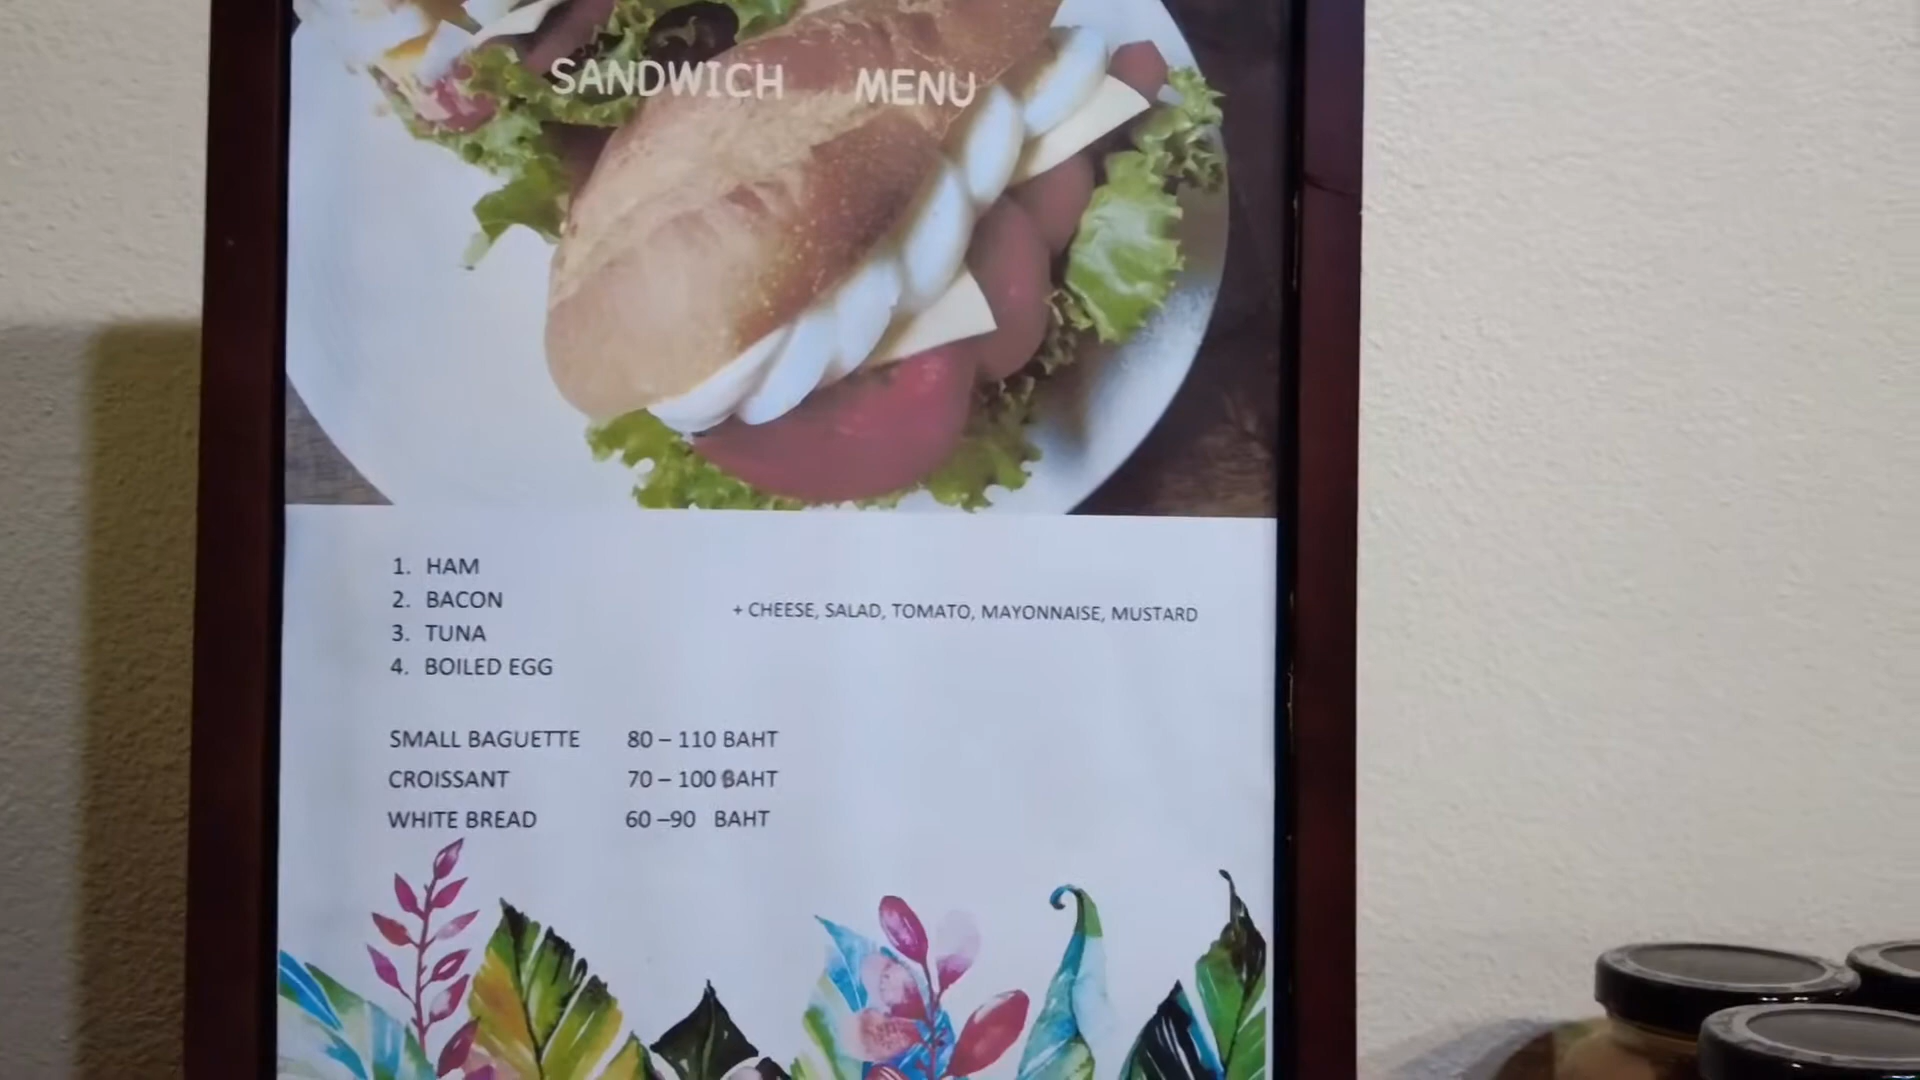 SANDWICH MENU
1. HAM
2. BACON
3. TUNA
4. BOILED EGG
+ CHEESE, SALAD, TOMATO, MAYONNAISE, MUSTARD
SMALL BAGUETTE 80 – 110 BAHT
CROISSANT 70 – 100 BAHT
WHITE BREAD 60 –90 BAHT